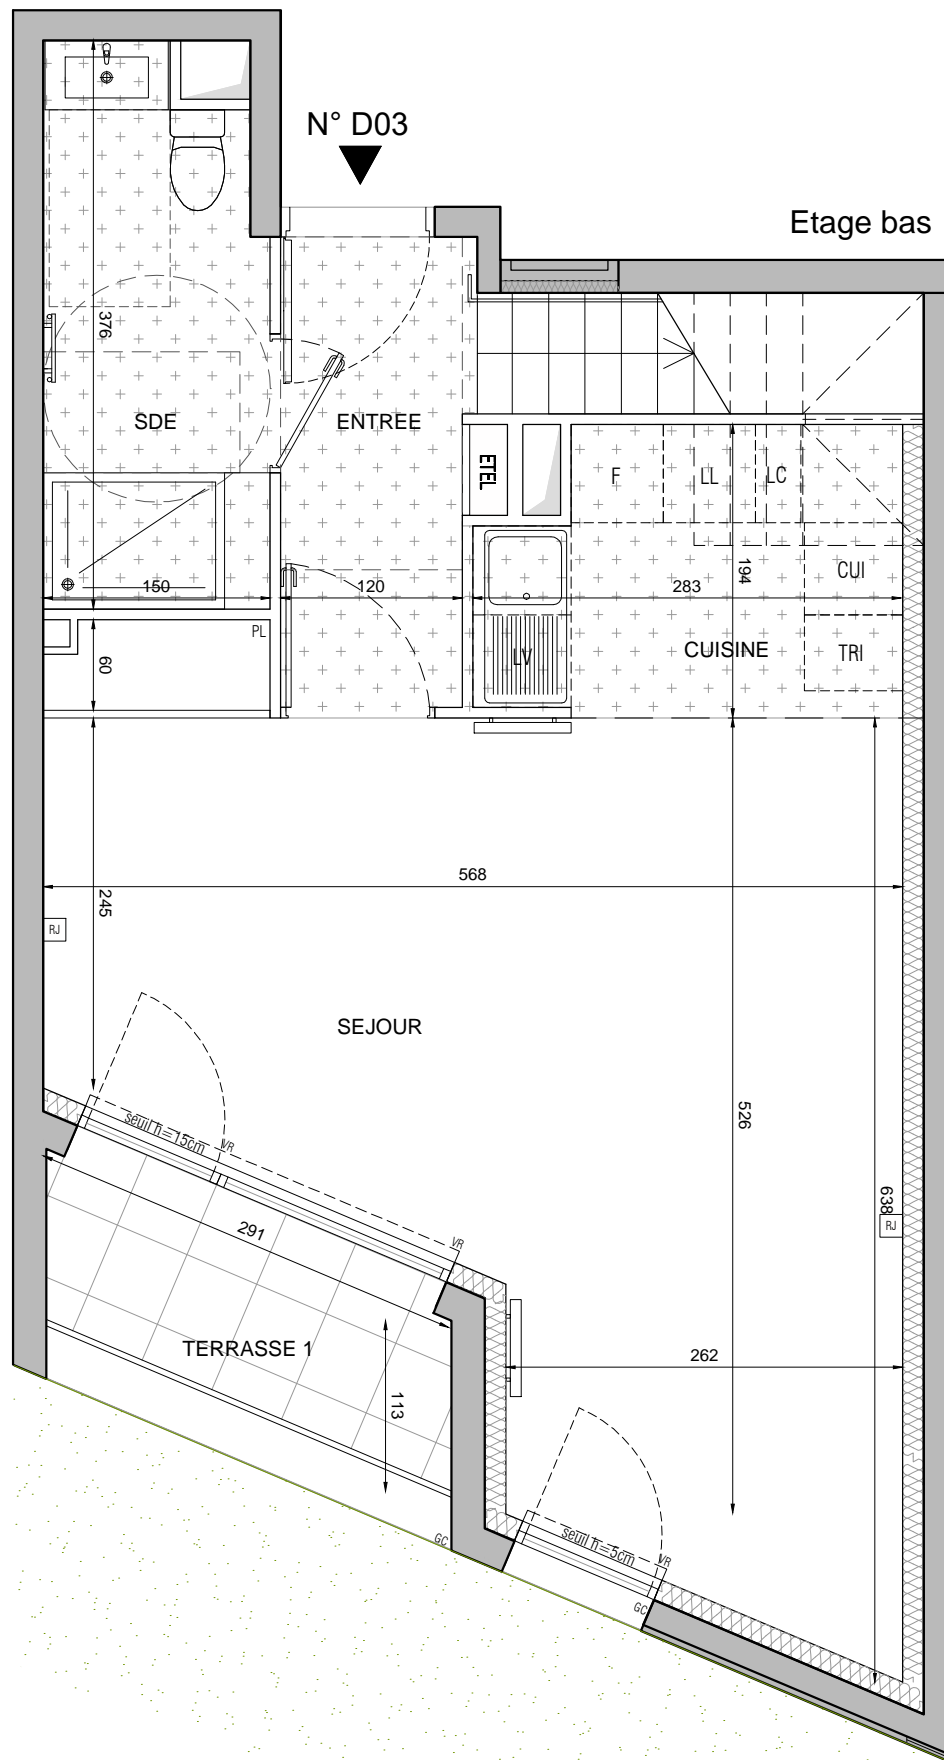 N° D03
Etage bas
376
SDE
ENTREE
ETEL
F
LL
LC
CUI
150
120
283
194
PL
60
LV
CUISINE
TRI
568
245
RJ
SEJOUR
526
638
RJ
seuil h=15cm
VR
291
VR
TERRASSE 1
262
113
GC
seuil h=5cm
VR
GC